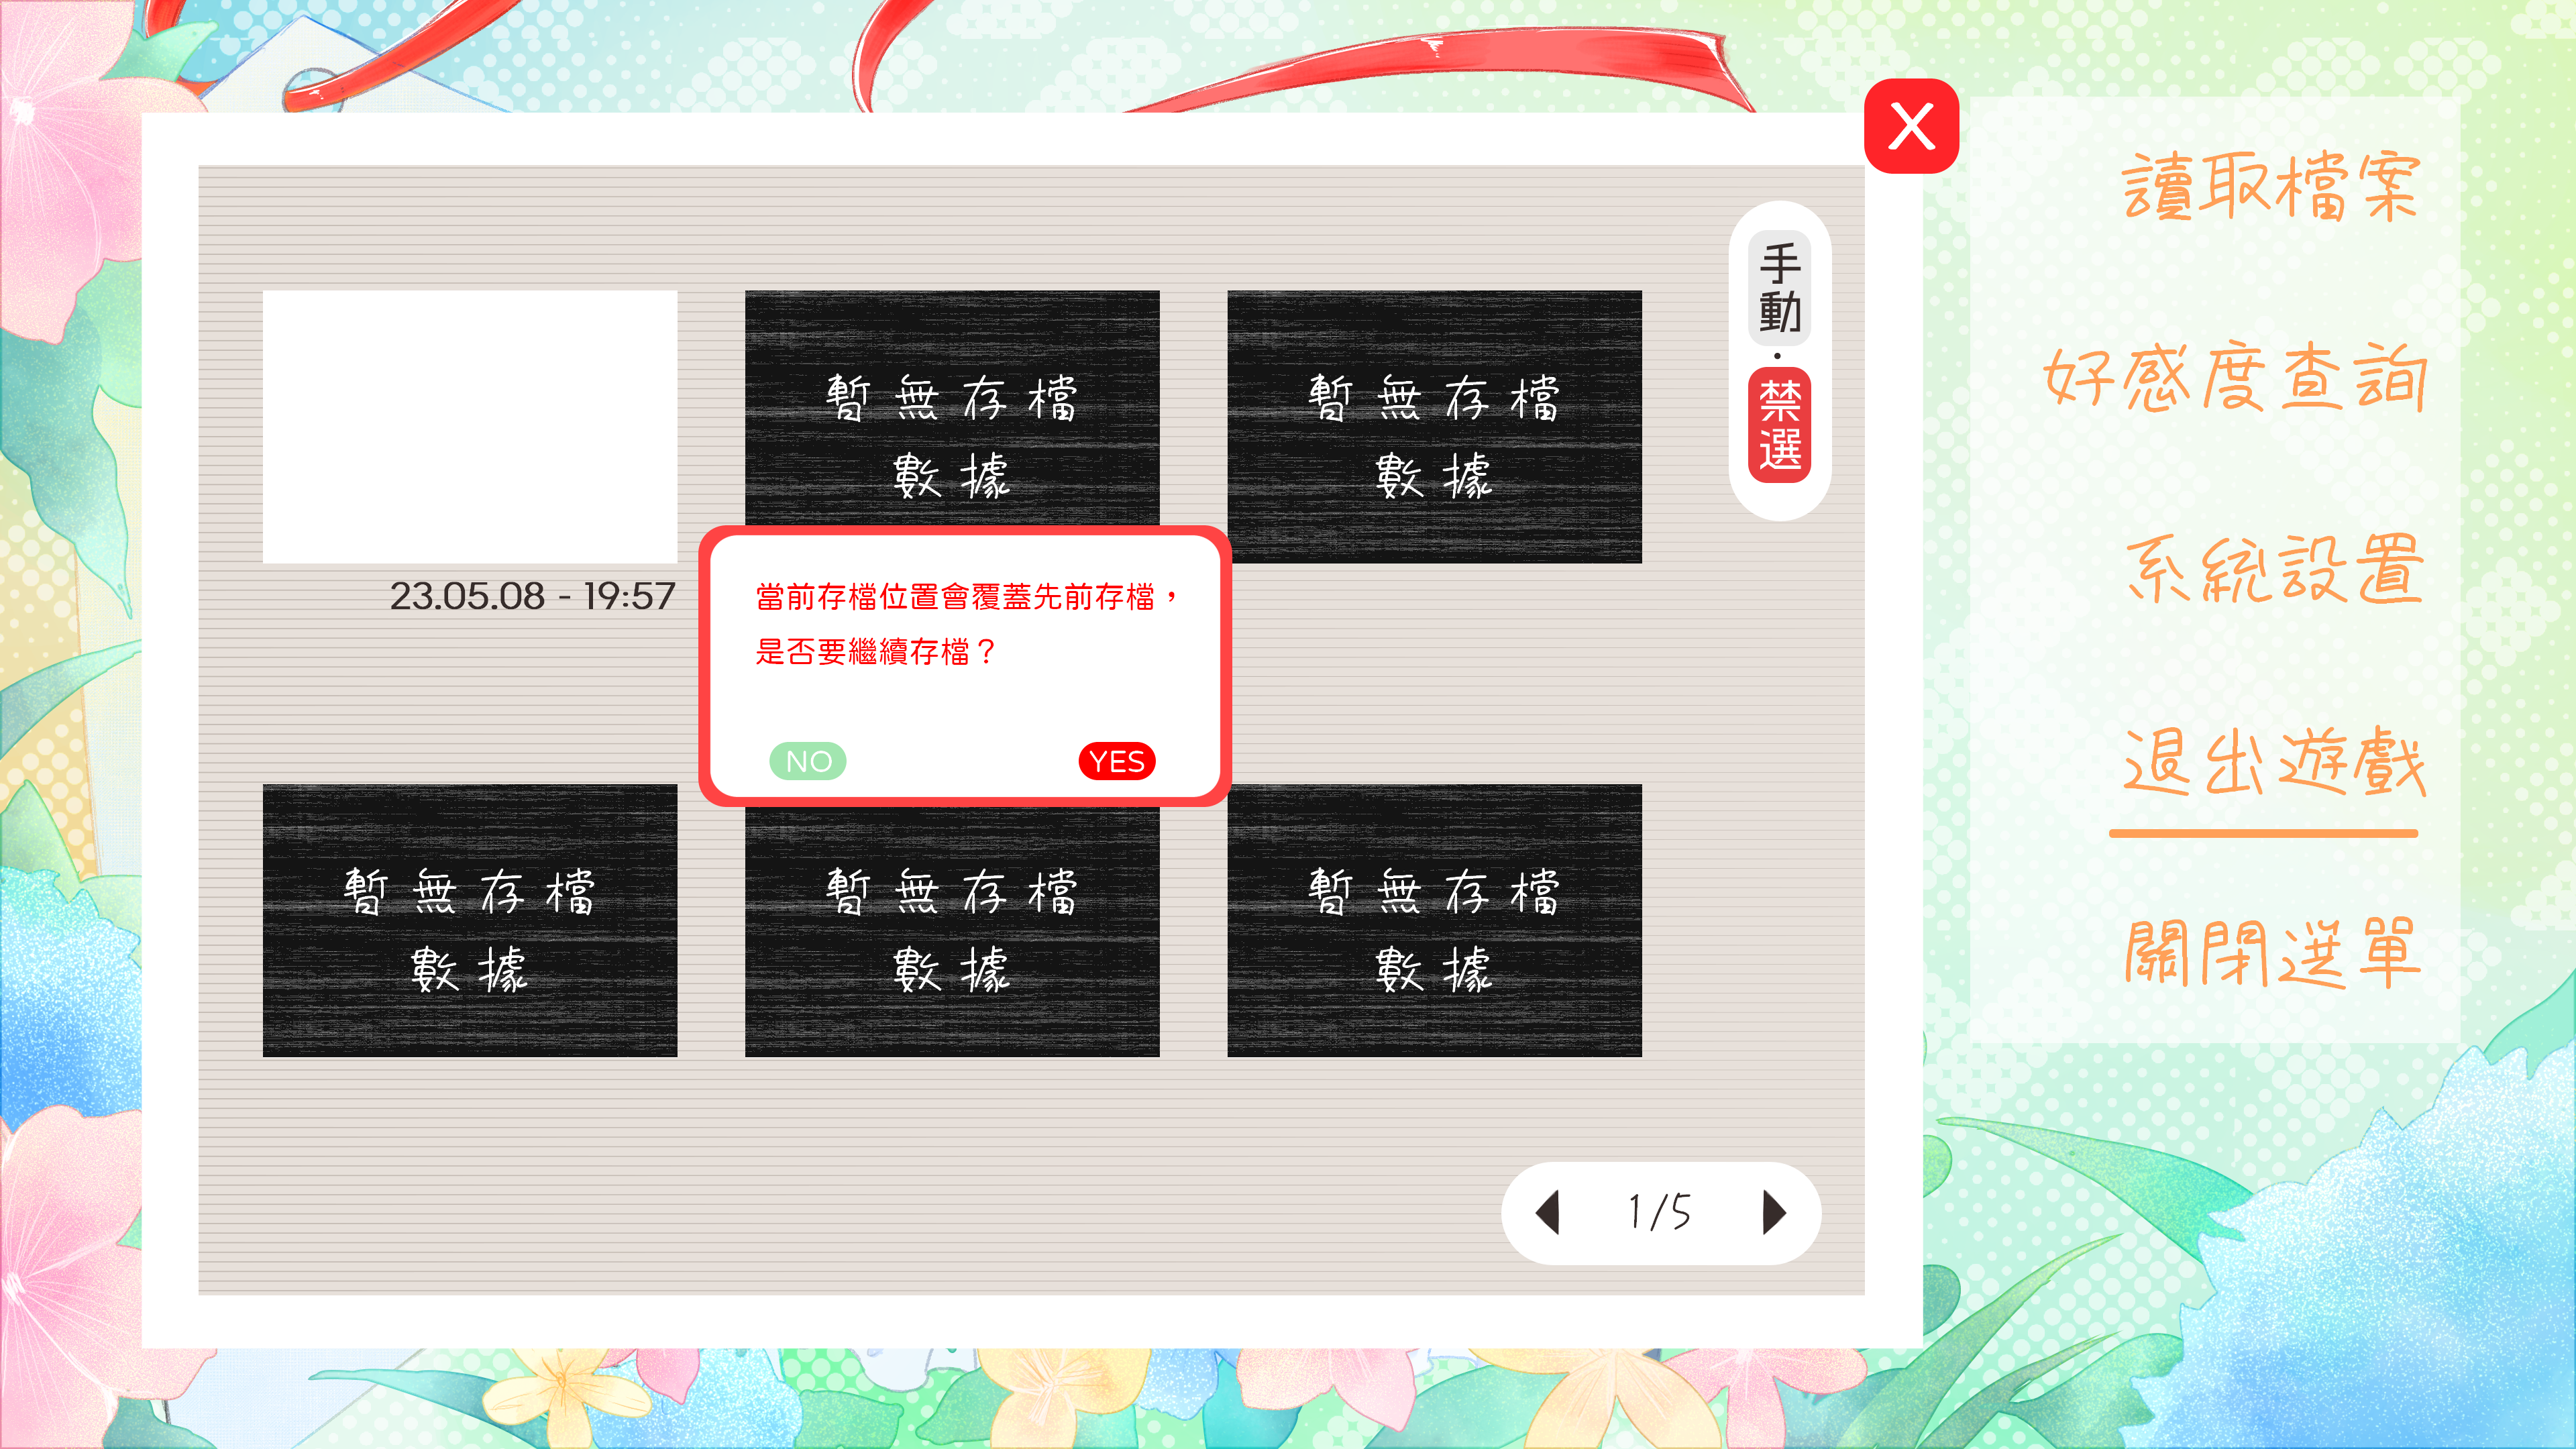 X
手動・禁選
暫無存檔
數據
暫無存檔
數據
23.05.08 - 19:57
當前存檔位置會覆蓋先前存檔，
是否要繼續存檔？
NO
YES
暫無存檔
數據
暫無存檔
數據
暫無存檔
數據
1/5
讀取檔案
好感度查詢
系統設置
退出遊戲
關閉選單